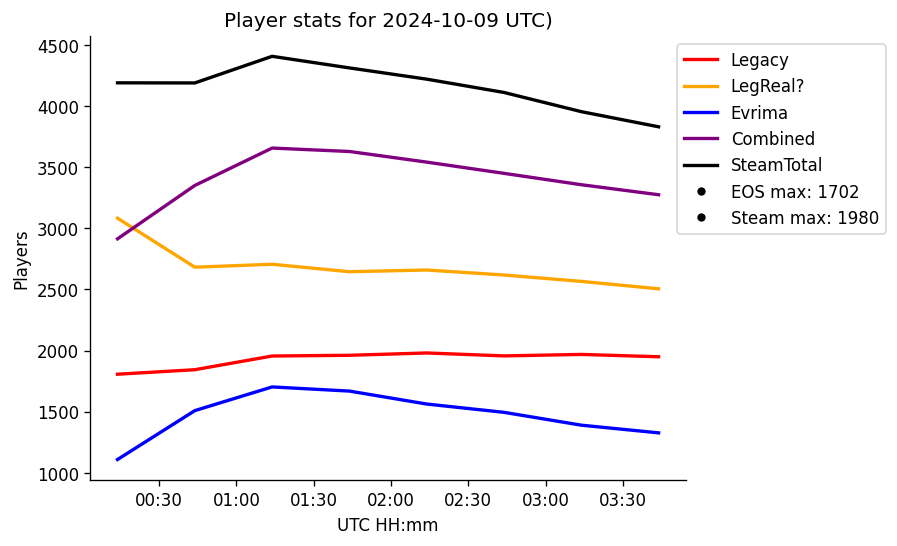 Player stats for 2024-10-09 UTC)
4500
4000
3500
3000
2500
2000
1500
1000
Players
00:30 01:00 01:30 02:00 02:30 03:00 03:30
UTC HH:mm
Legacy
LegReal?
Evrima
Combined
SteamTotal
EOS max: 1702
Steam max: 1980